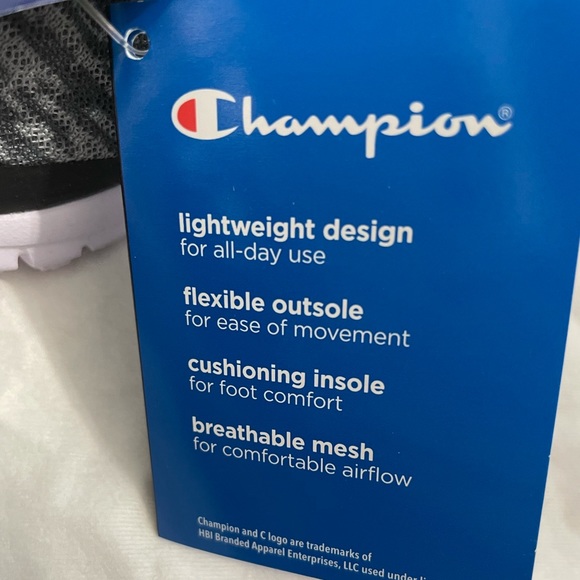 Champion®
lightweight design
for all-day use
flexible outsole
for ease of movement
cushioning insole
for foot comfort
breathable mesh
for comfortable airflow
Champion and C logo are trademarks of
HBI Branded Apparel Enterprises, LLC used under